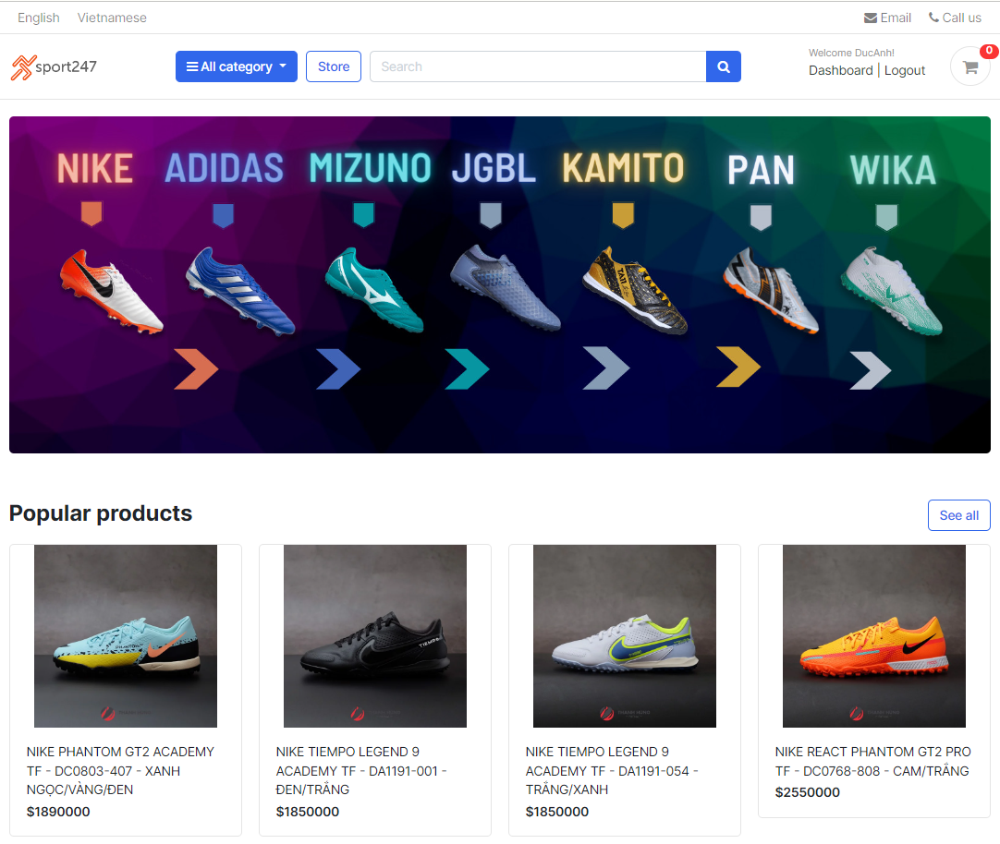 English Vietnamese Email Call us
sport247 All category Store Search Welcome DucAnh!
Dashboard | Logout 0
NIKE ADIDAS MIZUNO JGBL KAMITO PAN WIKA
Popular products See all
TIEMPO
NIKE PHANTOM GT2 ACADEMY
TF - DC0803-407 - XANH
NGỌC/VÀNG/ĐEN
$1890000
NIKE TIEMPO LEGEND 9
ACADEMY TF - DA1191-001 -
ĐEN/TRẮNG
$1850000
NIKE TIEMPO LEGEND 9
ACADEMY TF - DA1191-054 -
TRẮNG/XANH
$1850000
NIKE REACT PHANTOM GT2 PRO
TF - DC0768-808 - CAM/TRẮNG
$2550000